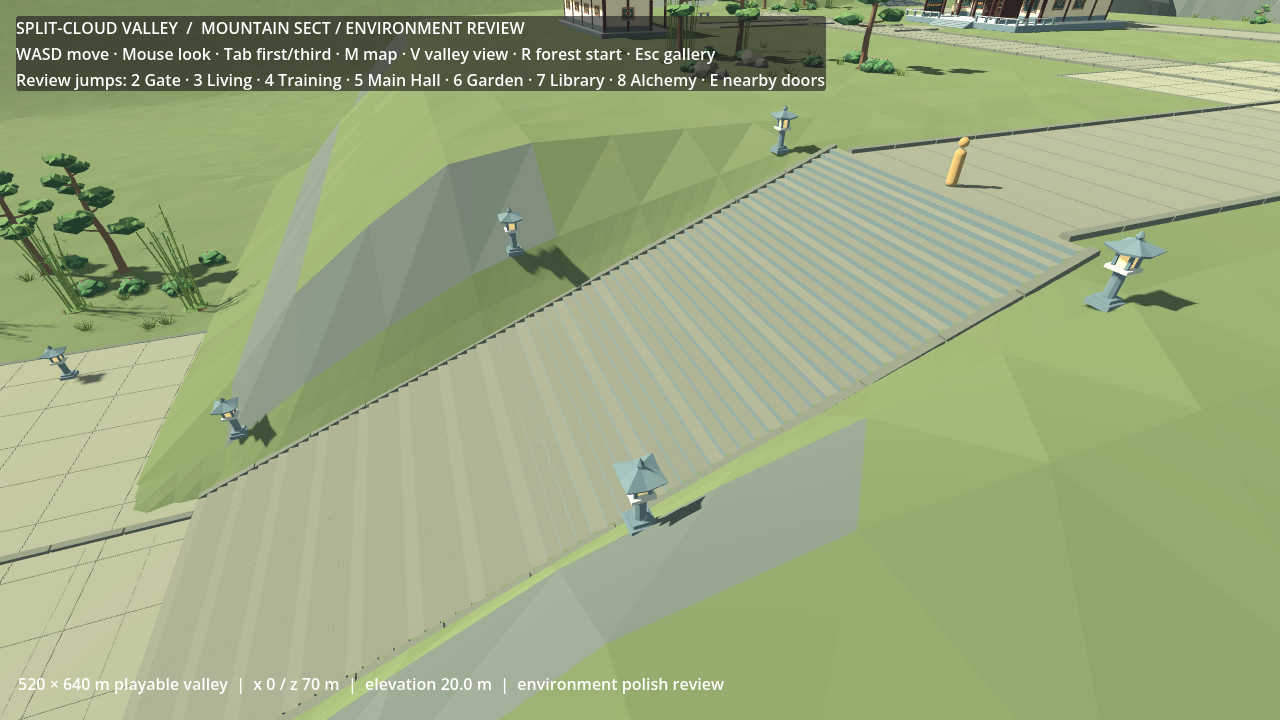 SPLIT-CLOUD VALLEY / MOUNTAIN SECT / ENVIRONMENT REVIEW
WASD move · Mouse look · Tab first/third · M map · V valley view · R forest start · Esc gallery
Review jumps: 2 Gate · 3 Living · 4 Training · 5 Main Hall · 6 Garden · 7 Library · 8 Alchemy · E nearby doors
520 × 640 m playable valley | x 0 / z 70 m | elevation 20.0 m | environment polish review